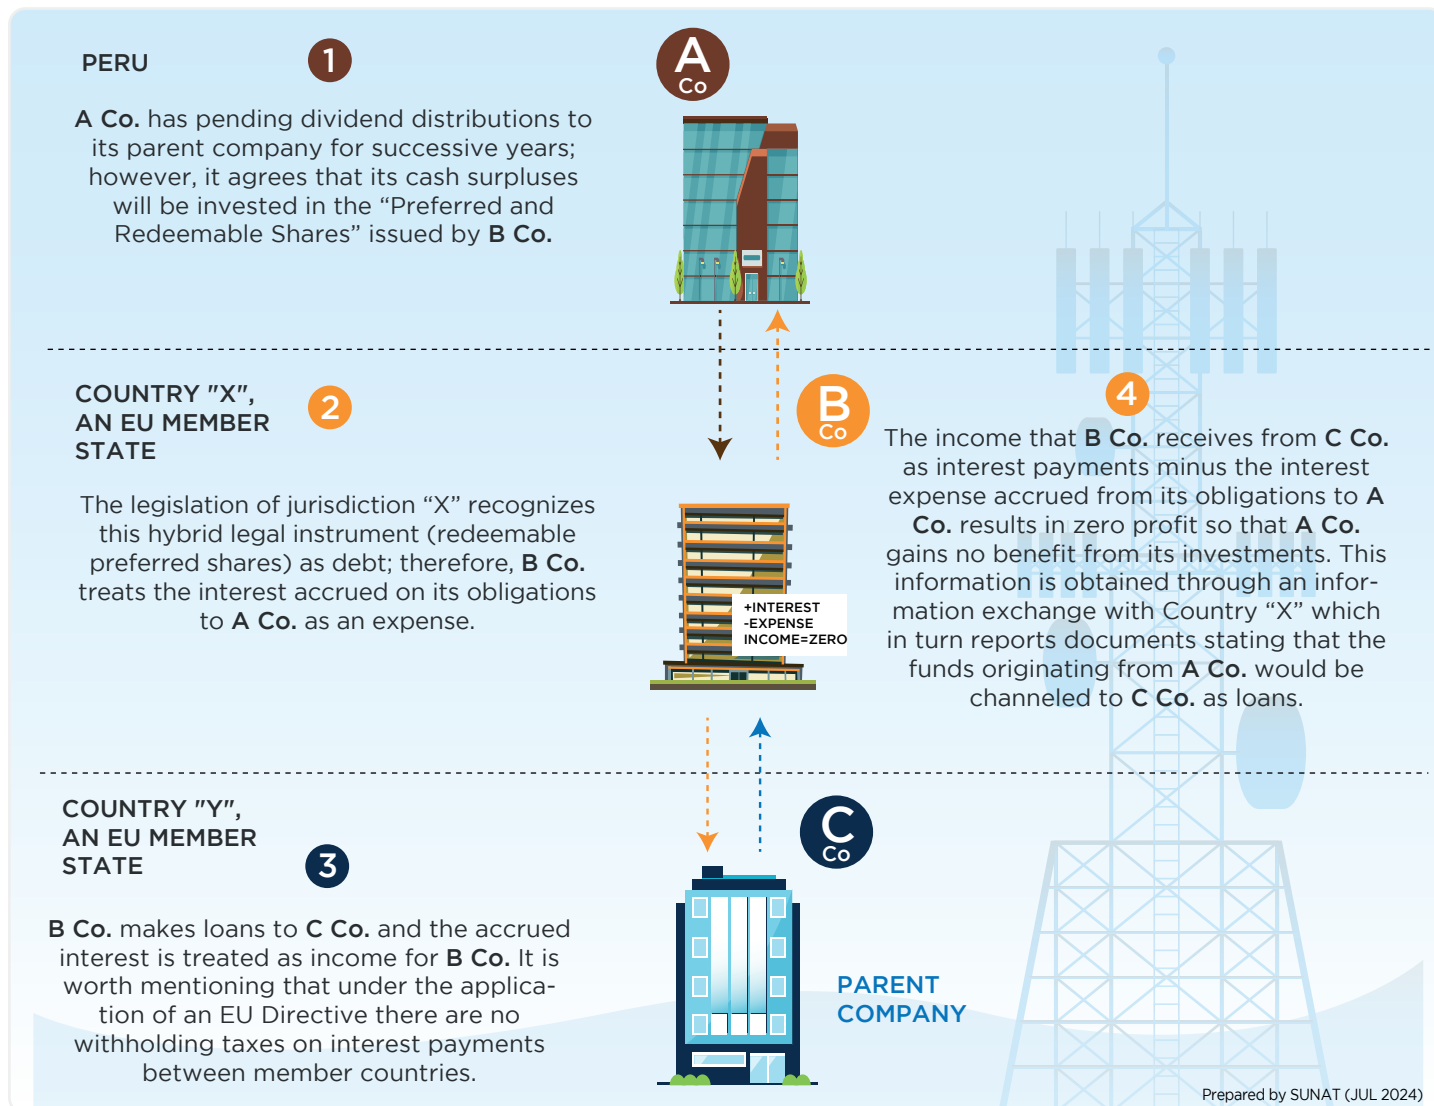 PERU
1
A Co. has pending dividend distributions to
its parent company for successive years;
however, it agrees that its cash surpluses
will be invested in the “Preferred and
Redeemable Shares” issued by B Co.
A
Co
COUNTRY "X",
AN EU MEMBER
STATE
2
The legislation of jurisdiction “X” recognizes
this hybrid legal instrument (redeemable
preferred shares) as debt; therefore, B Co.
treats the interest accrued on its obligations
to A Co. as an expense.
B
Co
+INTEREST
-EXPENSE
INCOME=ZERO
4
The income that B Co. receives from C Co.
as interest payments minus the interest
expense accrued from its obligations to A
Co. results in zero profit so that A Co.
gains no benefit from its investments. This
information is obtained through an infor-
mation exchange with Country “X” which
in turn reports documents stating that the
funds originating from A Co. would be
channeled to C Co. as loans.
COUNTRY "Y",
AN EU MEMBER
STATE
3
B Co. makes loans to C Co. and the accrued
interest is treated as income for B Co. It is
worth mentioning that under the applica-
tion of an EU Directive there are no
withholding taxes on interest payments
between member countries.
C
Co
PARENT
COMPANY
Prepared by SUNAT (JUL 2024)